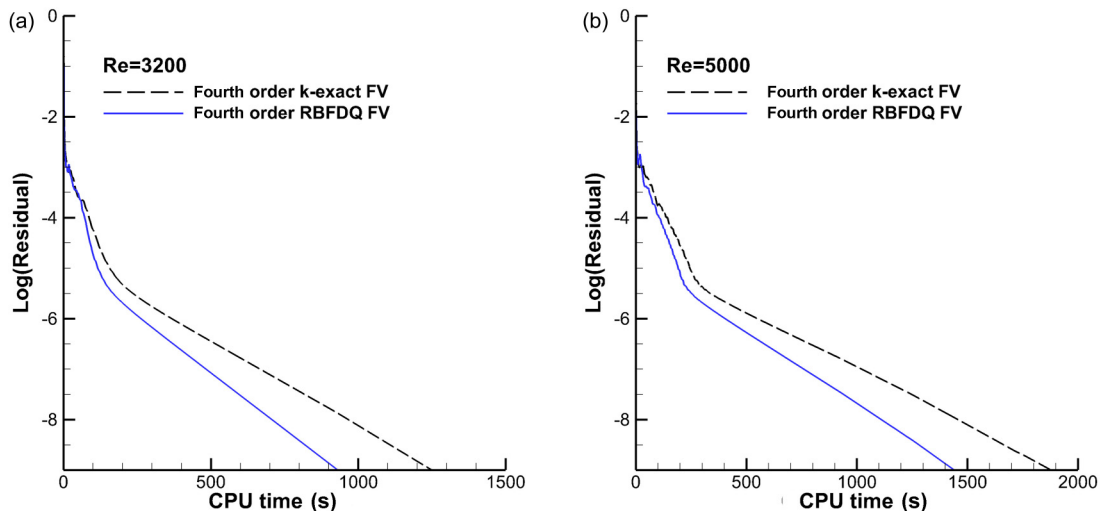 (a)
0
-2
-4
-6
-8
Log(Residual)
Re=3200
Fourth order k-exact FV
Fourth order RBFDQ FV
0 500 1000 1500
CPU time (s)
(b)
0
-2
-4
-6
-8
Log(Residual)
Re=5000
Fourth order k-exact FV
Fourth order RBFDQ FV
0 500 1000 1500 2000
CPU time (s)